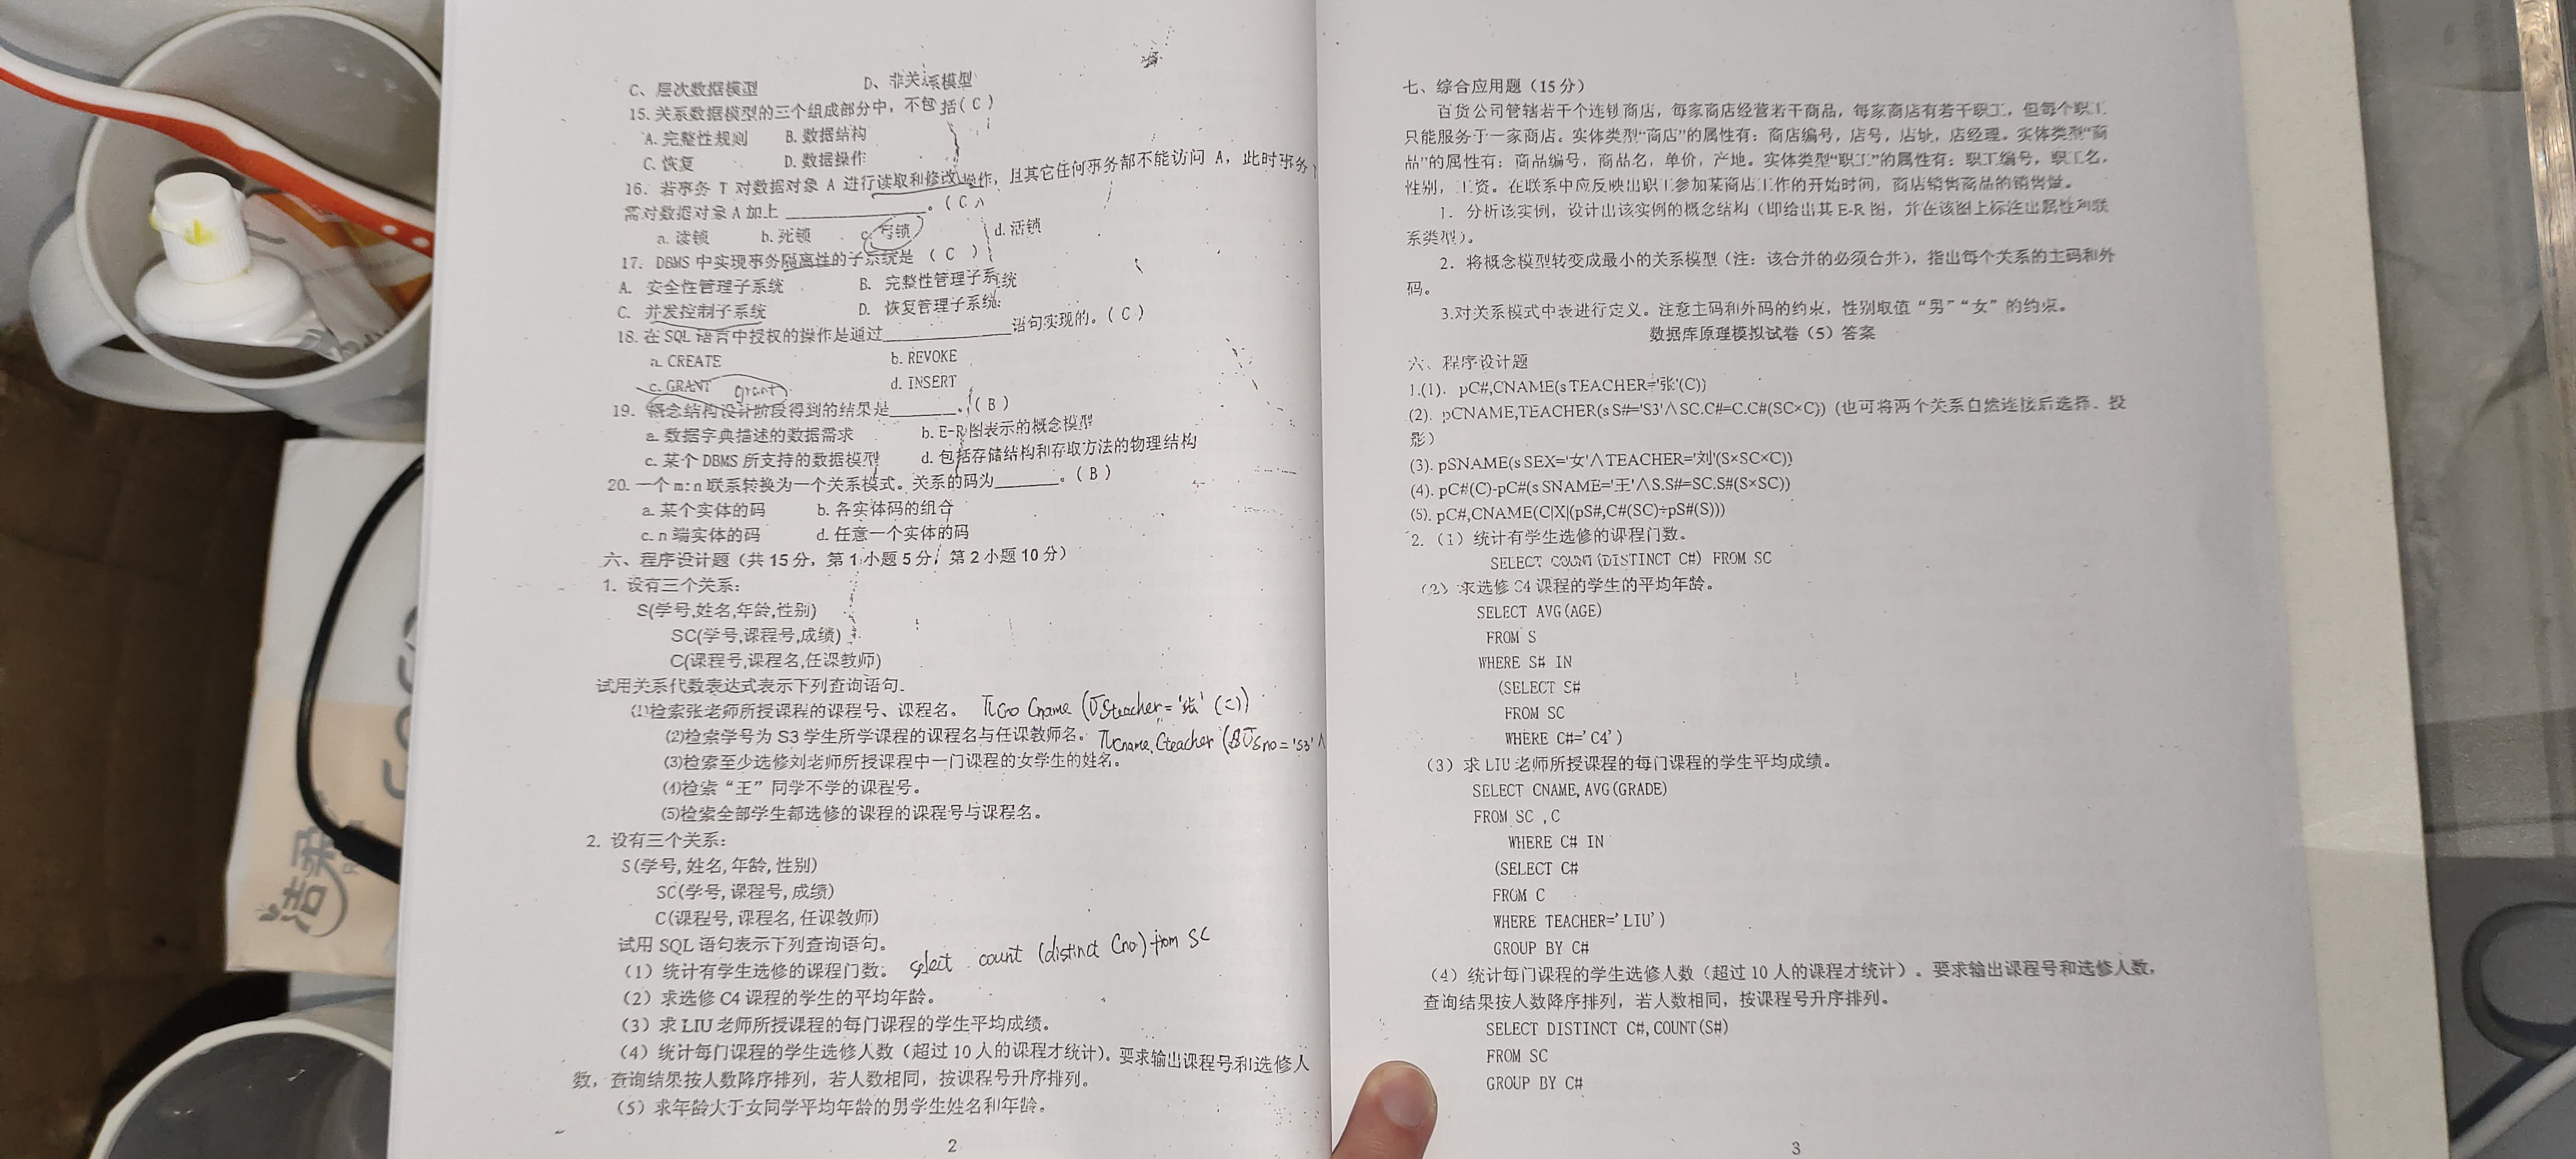 C、层次数据模型 D、非关系模型
15.关系数据模型的三个组成部分中，不包括(C)
A.完整性规则 B.数据结构
C.恢复 D.数据操作
16. 若事务 T 对数据对象 A 进行读取和修改操作，且其它任何事务都不能访问 A，此时事务
需对数据对象A加上 ________。(C)
a.读锁 b.死锁 c.写锁 d.活锁
17. DBMS 中实现事务隔离性的子系统是 (C)
A. 安全性管理子系统 B. 完整性管理子系统
C. 并发控制子系统 D. 恢复管理子系统
18.在SQL语言中授权的操作是通过________语句实现的。(C)
a. CREATE b. REVOKE
c. GRANT grant d. INSERT
19. 概念结构设计阶段得到的结果是______。(B)
a.数据字典描述的数据需求 b.E-R图表示的概念模型
c.某个DBMS所支持的数据模型 d.包括存储结构和存取方法的物理结构
20.一个m:n联系转换为一个关系模式。关系的码为______。(B)
a.某个实体的码 b.各实体码的组合
c.n端实体的码 d.任意一个实体的码
六、程序设计题（共15分，第1小题5分，第2小题10分）
1. 设有三个关系:
S(学号,姓名,年龄,性别)
SC(学号,课程号,成绩)
C(课程号,课程名,任课教师)
试用关系代数表达式表示下列查询语句.
(1)检索张老师所授课程的课程号、课程名。 πCno Cname (σSteacher='张' (C))
(2)检索学号为S3学生所学课程的课程名与任课教师名。 πCname,Cteacher (σSno='S3'∧
(3)检索至少选修刘老师所授课程中一门课程的女学生的姓名。
(4)检索“王”同学不学的课程号。
(5)检索全部学生都选修的课程的课程号与课程名。
2. 设有三个关系:
S(学号,姓名,年龄,性别)
SC(学号,课程号,成绩)
C(课程号,课程名,任课教师)
试用SQL语句表示下列查询语句。
（1）统计有学生选修的课程门数。 select count (distinct Cno) from SC
（2）求选修C4课程的学生的平均年龄。
（3）求LIU老师所授课程的每门课程的学生平均成绩。
（4）统计每门课程的学生选修人数（超过10人的课程才统计）。要求输出课程号和选修人
数，查询结果按人数降序排列，若人数相同，按课程号升序排列。
（5）求年龄大于女同学平均年龄的男学生姓名和年龄。
2
七、综合应用题（15分）
百货公司管辖若干个连锁商店，每家商店经营若干商品，每家商店有若干职工，但每个职工
只能服务于一家商店。实体类型“商店”的属性有：商店编号，店号，店址，店经理。实体类型“商
品”的属性有：商品编号，商品名，单价，产地。实体类型“职工”的属性有：职工编号，职工名，
性别，工资。在联系中应反映出职工参加某商店工作的开始时间，商店销售商品的销售量。
1．分析该实例，设计出该实例的概念结构（即给出其E-R图，并在该图上标注出属性和联
系类型）。
2．将概念模型转变成最小的关系模型（注：该合并的必须合并），指出每个关系的主码和外
码。
3.对关系模式中表进行定义。注意主码和外码的约束，性别取值“男”“女”的约束。
数据库原理模拟试卷（5）答案
六、程序设计题
1.(1). pC#,CNAME(s TEACHER='张'(C))
(2). pCNAME,TEACHER(s S#='S3'∧SC.C#=C.C#(SC×C)) (也可将两个关系自然连接后选择、投
影)
(3). pSNAME(s SEX='女'∧TEACHER='刘'(S×SC×C))
(4). pC#(C)-pC#(s SNAME='王'∧S.S#=SC.S#(S×SC))
(5). pC#,CNAME(C|X|(pS#,C#(SC)÷pS#(S)))
2.（1）统计有学生选修的课程门数。
SELECT COUNT(DISTINCT C#) FROM SC
（2）求选修C4课程的学生的平均年龄。
SELECT AVG(AGE)
FROM S
WHERE S# IN
(SELECT S#
FROM SC
WHERE C#='C4')
（3）求LIU老师所授课程的每门课程的学生平均成绩。
SELECT CNAME,AVG(GRADE)
FROM SC ,C
WHERE C# IN
(SELECT C#
FROM C
WHERE TEACHER='LIU')
GROUP BY C#
（4）统计每门课程的学生选修人数（超过10人的课程才统计）。要求输出课程号和选修人数，
查询结果按人数降序排列，若人数相同，按课程号升序排列。
SELECT DISTINCT C#,COUNT(S#)
FROM SC
GROUP BY C#
3
洁柔